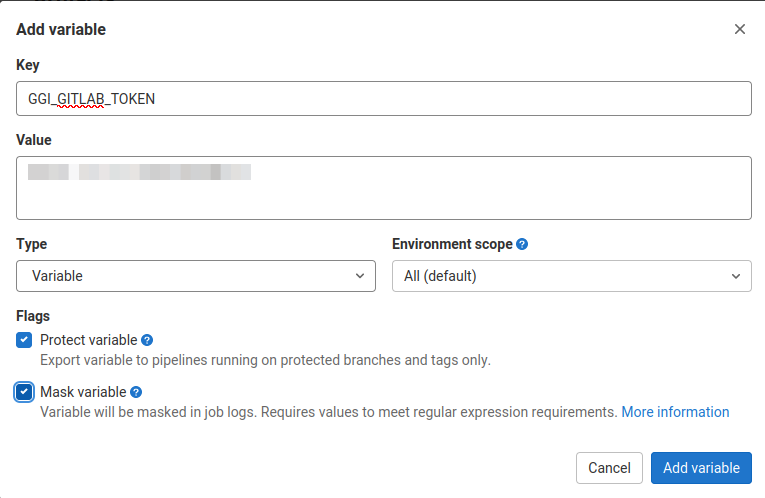 Add variable
Key
GGI_GITLAB_TOKEN
Value
Type
Environment scope
Variable
All (default)
Flags
Protect variable
Export variable to pipelines running on protected branches and tags only.
Mask variable
Variable will be masked in job logs. Requires values to meet regular expression requirements. More information
Cancel
Add variable